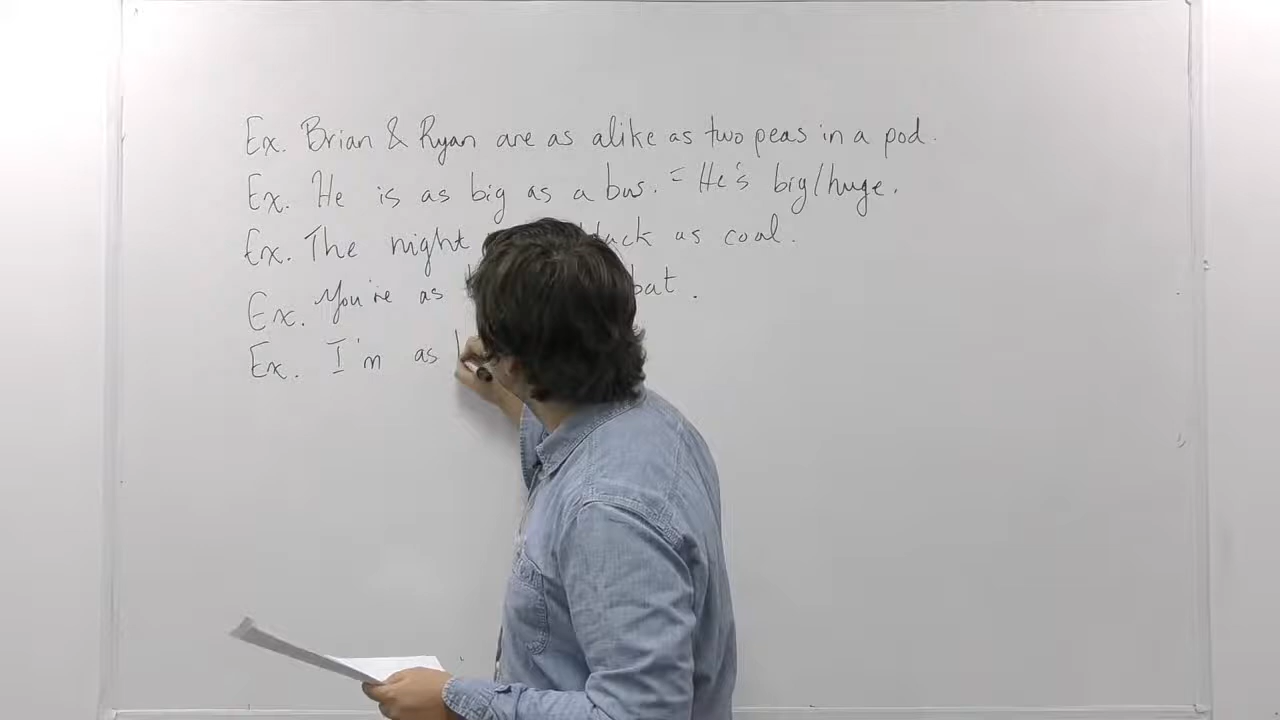 Ex. Brian & Ryan are as alike as two peas in a pod.
Ex. He is as big as a bus. = He's big/huge.
Ex. The night as coal.
Ex. You're as bat.
Ex. I'm as